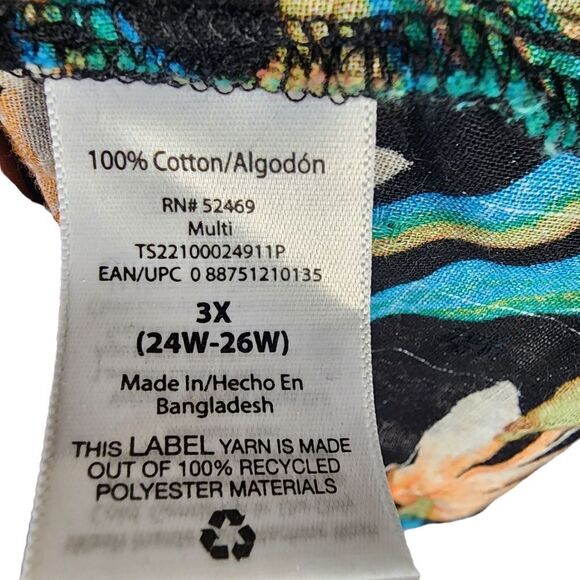 100% Cotton/Algodón
RN# 52469
Multi
TS22100024911P
EAN/UPC 0 88751210135
3X
(24W-26W)
Made In/Hecho En
Bangladesh
THIS LABEL YARN IS MADE
OUT OF 100% RECYCLED
POLYESTER MATERIALS